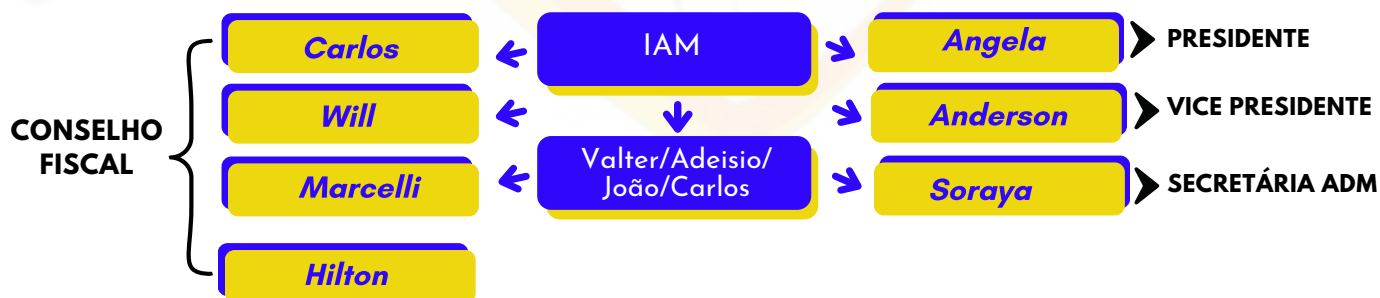 CONSELHO
FISCAL
Carlos
Will
Marcelli
Hilton
IAM
Valter/Adeisio/
João/Carlos
Angela
PRESIDENTE
Anderson
VICE PRESIDENTE
Soraya
SECRETÁRIA ADM